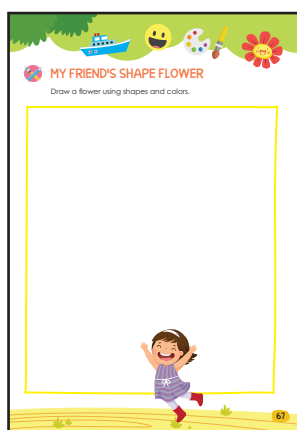 MY FRIEND'S SHAPE FLOWER
Draw a flower using shapes and colors.
67